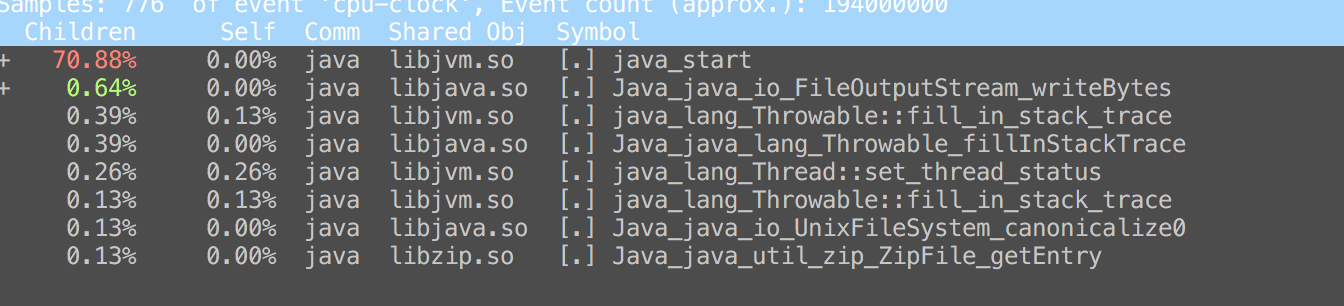 Samples: 776  of event 'cpu-clock', Event count (approx.): 194000000
  Children      Self  Comm  Shared Obj  Symbol
+   70.88%     0.00%  java  libjvm.so   [.] java_start
+    0.64%     0.00%  java  libjava.so  [.] Java_java_io_FileOutputStream_writeBytes
     0.39%     0.13%  java  libjvm.so   [.] java_lang_Throwable::fill_in_stack_trace
     0.39%     0.00%  java  libjava.so  [.] Java_java_lang_Throwable_fillInStackTrace
     0.26%     0.26%  java  libjvm.so   [.] java_lang_Thread::set_thread_status
     0.13%     0.13%  java  libjvm.so   [.] java_lang_Throwable::fill_in_stack_trace
     0.13%     0.00%  java  libjava.so  [.] Java_java_io_UnixFileSystem_canonicalize0
     0.13%     0.00%  java  libzip.so   [.] Java_java_util_zip_ZipFile_getEntry